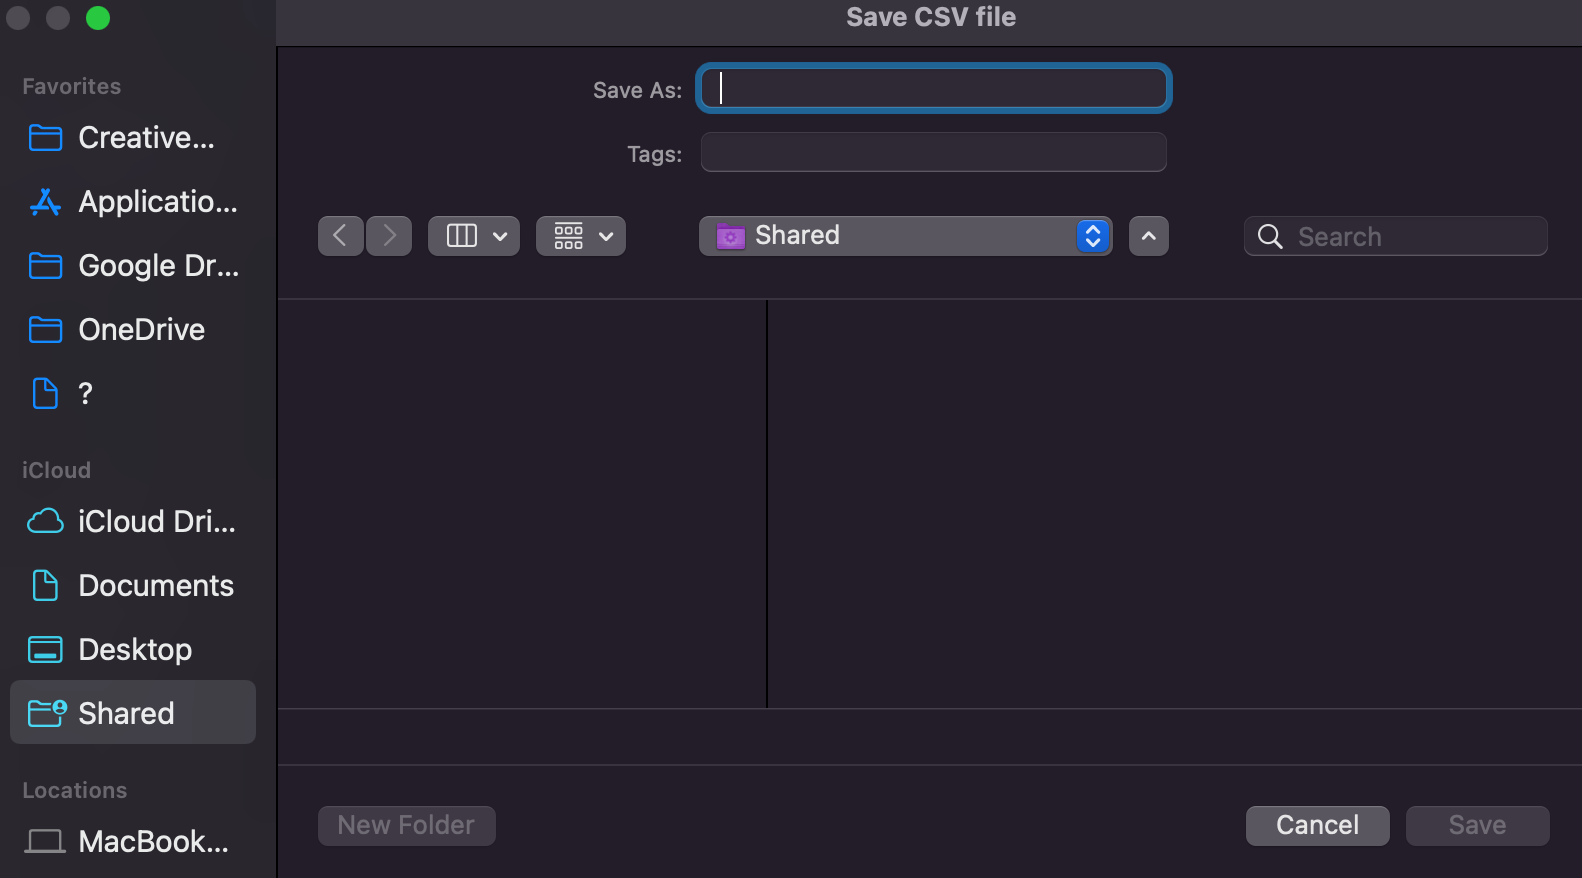 Save CSV file
Favorites
Creative...
Applicatio...
Google Dr...
OneDrive
?
iCloud
iCloud Dri...
Documents
Desktop
Shared
Locations
MacBook...
Save As:
Tags:
Shared
Search
New Folder
Cancel
Save